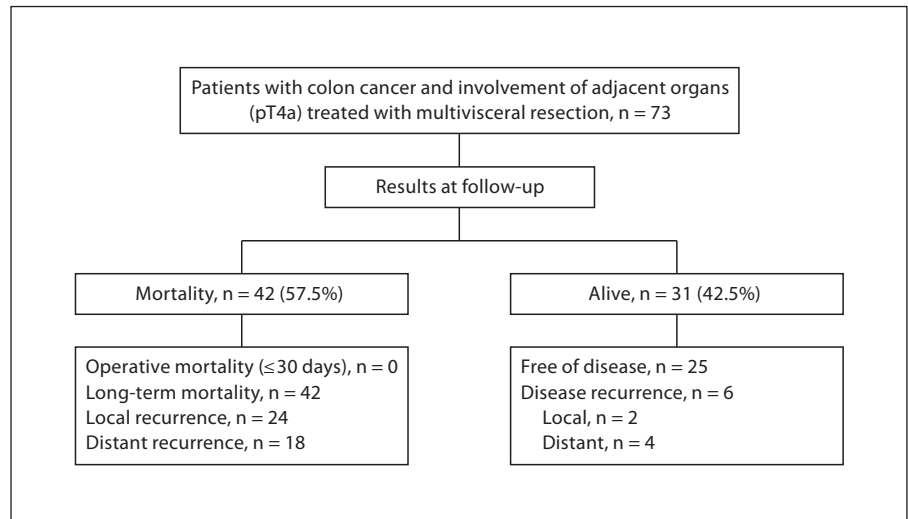 Patients with colon cancer and involvement of adjacent organs
(pT4a) treated with multivisceral resection, n = 73
Results at follow-up
Mortality, n = 42 (57.5%)
Alive, n = 31 (42.5%)
Operative mortality (≤30 days), n = 0
Long-term mortality, n = 42
Local recurrence, n = 24
Distant recurrence, n = 18
Free of disease, n = 25
Disease recurrence, n = 6
Local, n = 2
Distant, n = 4